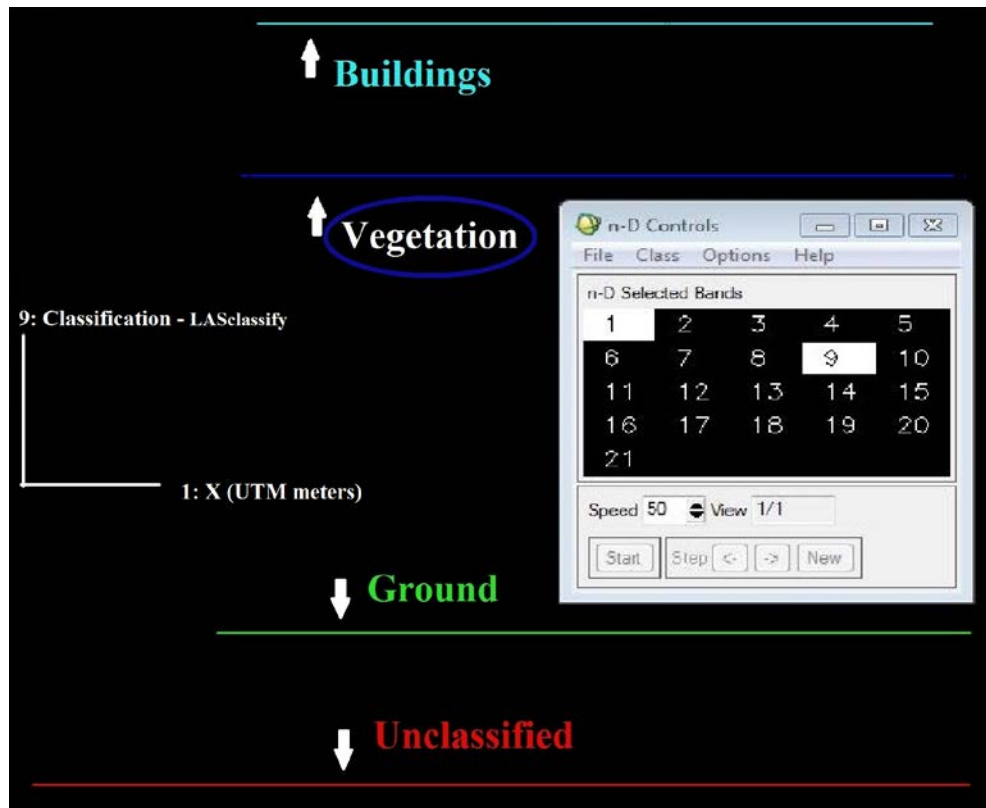 Buildings
Vegetation
9: Classification - LASclassify
1: X (UTM meters)
Ground
Unclassified
n-D Controls
File Class Options Help
n-D Selected Bands
1 2 3 4 5
6 7 8 9 10
11 12 13 14 15
16 17 18 19 20
21
Speed 50 View 1/1
Start Step <- -> New